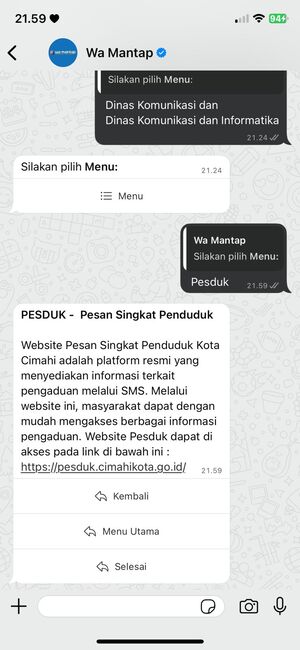 21.59
94
Wa Mantap
Silakan pilih Menu:
Dinas Komunikasi dan
Dinas Komunikasi dan Informatika
21.24
Silakan pilih Menu:
21.24
Menu
Wa Mantap
Silakan pilih Menu:
Pesduk
21.59
PESDUK - Pesan Singkat Penduduk
Website Pesan Singkat Penduduk Kota
Cimahi adalah platform resmi yang
menyediakan informasi terkait
pengaduan melalui SMS. Melalui
website ini, masyarakat dapat dengan
mudah mengakses berbagai informasi
pengaduan. Website Pesduk dapat di
akses pada link di bawah ini :
https://pesduk.cimahikota.go.id/
21.59
Kembali
Menu Utama
Selesai